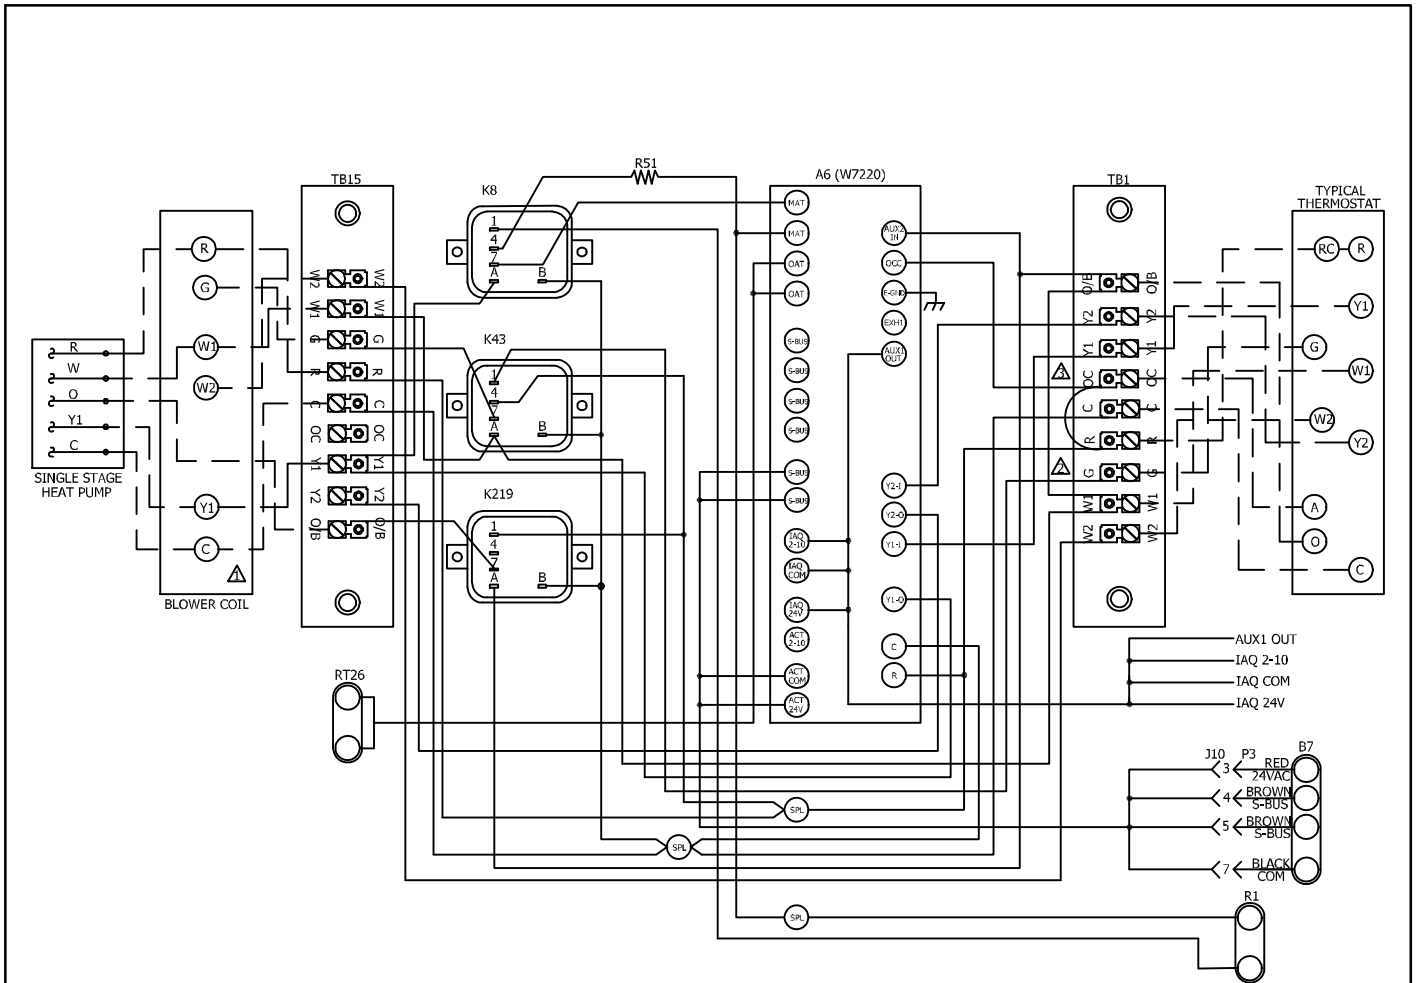 R51
TB15
K8
A6 (W7220)
TB1
TYPICAL
THERMOSTAT
R
G
W1
W2
Y1
C
1
BLOWER COIL
R
W
O
Y1
C
SINGLE STAGE
HEAT PUMP
W2 W2
W1 W1
G G
R R
C C
OC OC
Y1 Y1
Y2 Y2
O/B O/B
1
4
7
A B
K43
1
4
7
A B
K219
1
4
7
A B
MAT
MAT
OAT
OAT
S-BUS
S-BUS
S-BUS
S-BUS
S-BUS
S-BUS
IAQ
2-10
IAQ
COM
IAQ
24V
ACT
2-10
ACT
COM
ACT
24V
AUX2
IN
OCC
E-GND
EXH1
AUX1
OUT
Y2-I
Y2-O
Y1-I
Y1-O
C
R
O/B O/B
Y2 Y2
Y1 Y1
3
OC OC
C C
R R
2
G G
W1 W1
W2 W2
RC R
Y1
G
W1
W2
Y2
A
O
C
RT26
AUX1 OUT
IAQ 2-10
IAQ COM
IAQ 24V
J10 P3 B7
3 RED
24VAC
4 BROWN
S-BUS
5 BROWN
S-BUS
7 BLACK
COM
SPL
SPL
SPL
R1